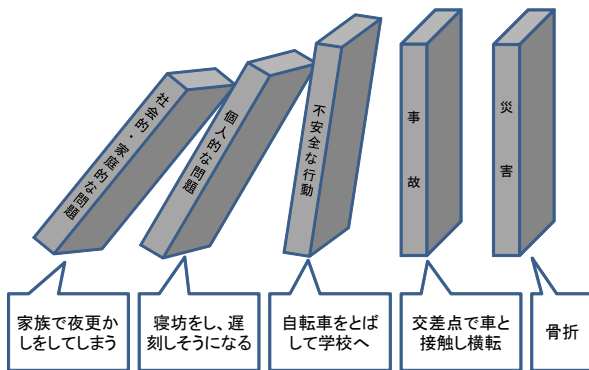 社会的・家庭的な問題
個人的な問題
不安全な行動
事故
災害
家族で夜更か
しをしてしまう
寝坊をし、遅
刻しそうになる
自転車をとば
して学校へ
交差点で車と
接触し横転
骨折